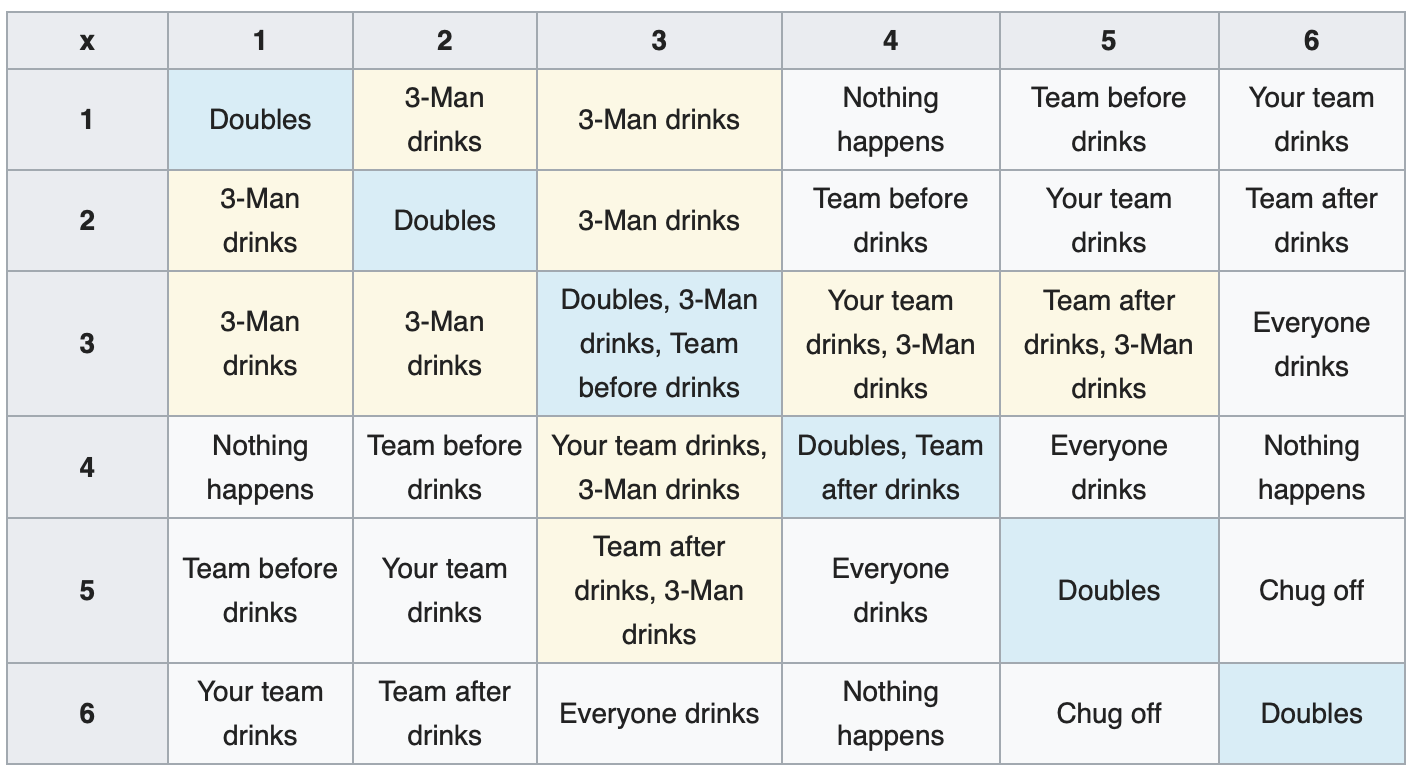 x 1 2 3 4 5 6
1 Doubles 3-Man drinks 3-Man drinks Nothing happens Team before drinks Your team drinks
2 3-Man drinks Doubles 3-Man drinks Team before drinks Your team drinks Team after drinks
3 3-Man drinks 3-Man drinks Doubles, 3-Man drinks, Team before drinks Your team drinks, 3-Man drinks Team after drinks, 3-Man drinks Everyone drinks
4 Nothing happens Team before drinks Your team drinks, 3-Man drinks Doubles, Team after drinks Everyone drinks Nothing happens
5 Team before drinks Your team drinks Team after drinks, 3-Man drinks Everyone drinks Doubles Chug off
6 Your team drinks Team after drinks Everyone drinks Nothing happens Chug off Doubles